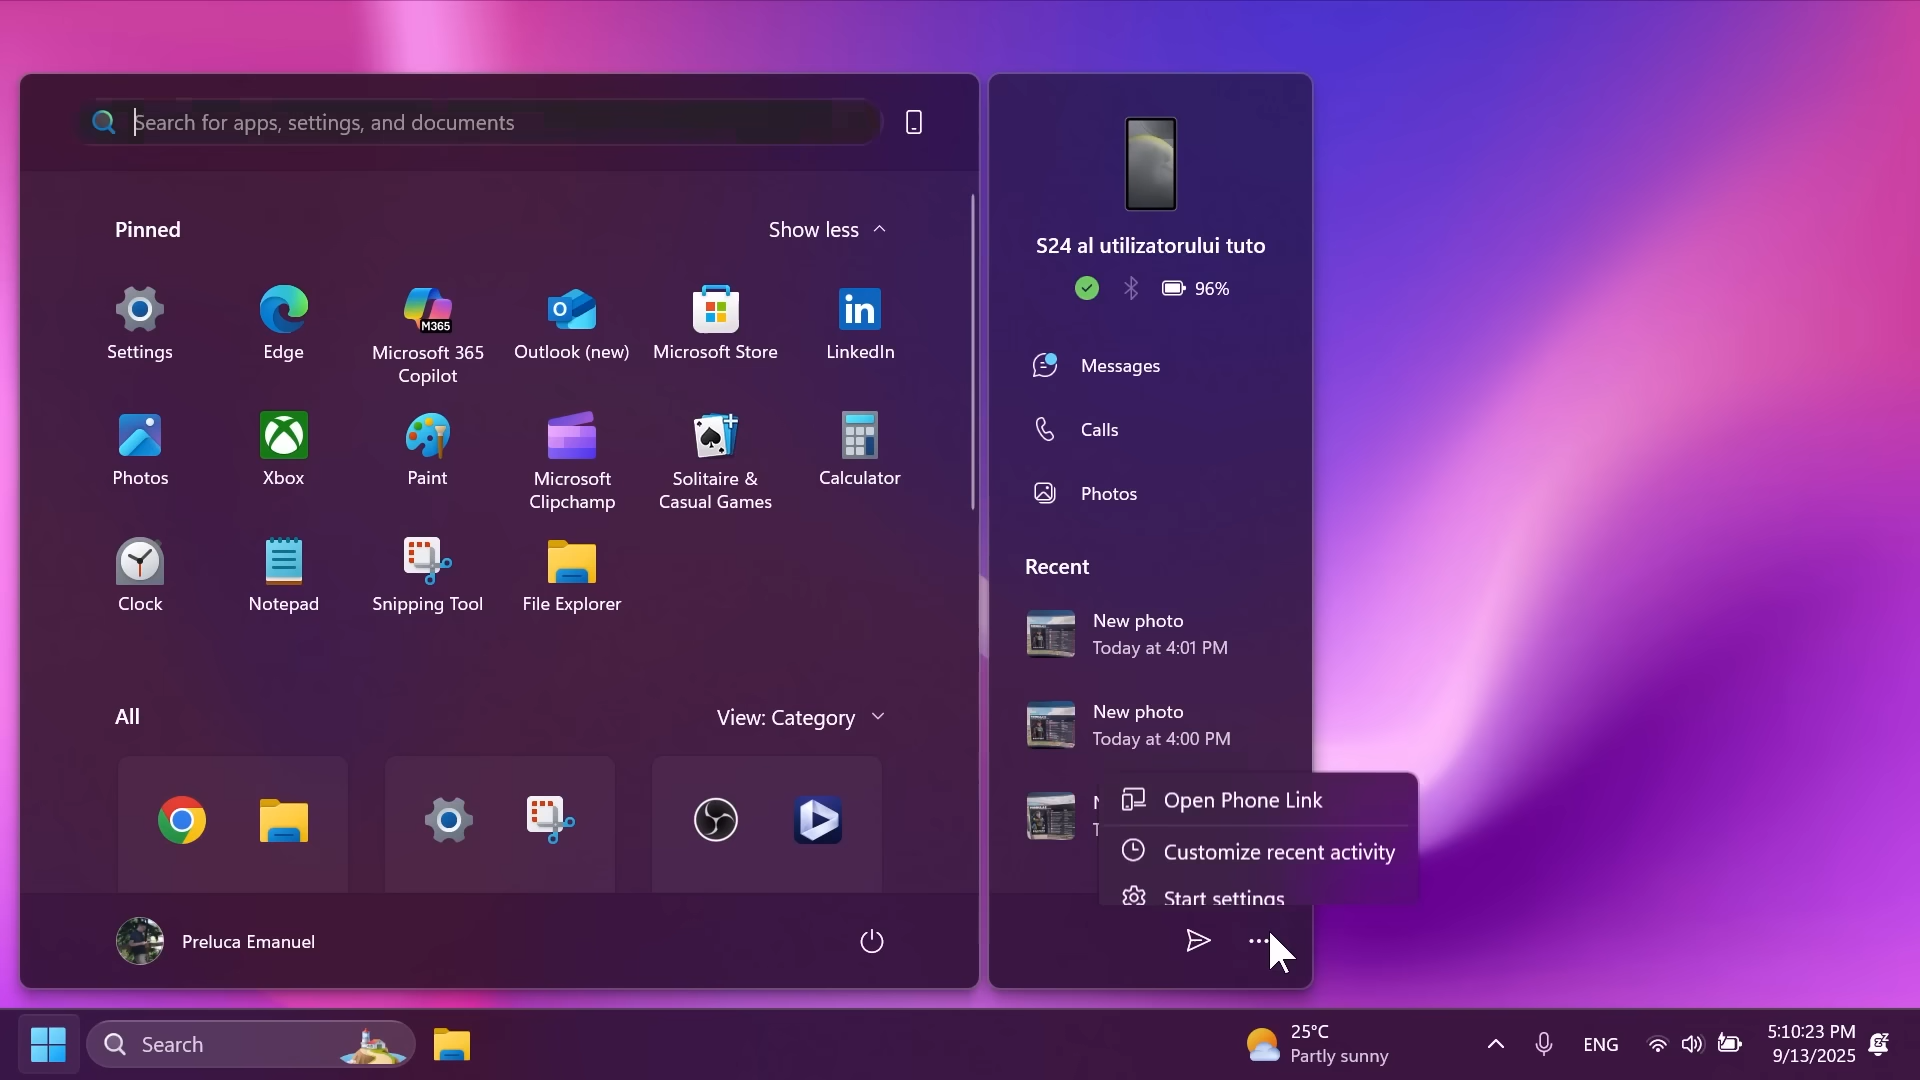 Search for apps, settings, and documents
Pinned
Show less
Settings
Edge
Microsoft 365
Copilot
Outlook (new)
Microsoft Store
LinkedIn
Photos
Xbox
Paint
Microsoft
Clipchamp
Solitaire &
Casual Games
Calculator
Clock
Notepad
Snipping Tool
File Explorer
All
View: Category
Preluca Emanuel
S24 al utilizatorului tuto
96%
Messages
Calls
Photos
Recent
New photo
Today at 4:01 PM
New photo
Today at 4:00 PM
Open Phone Link
Customize recent activity
Start settings
Search
25°C
Partly sunny
ENG
5:10:23 PM
9/13/2025
M365